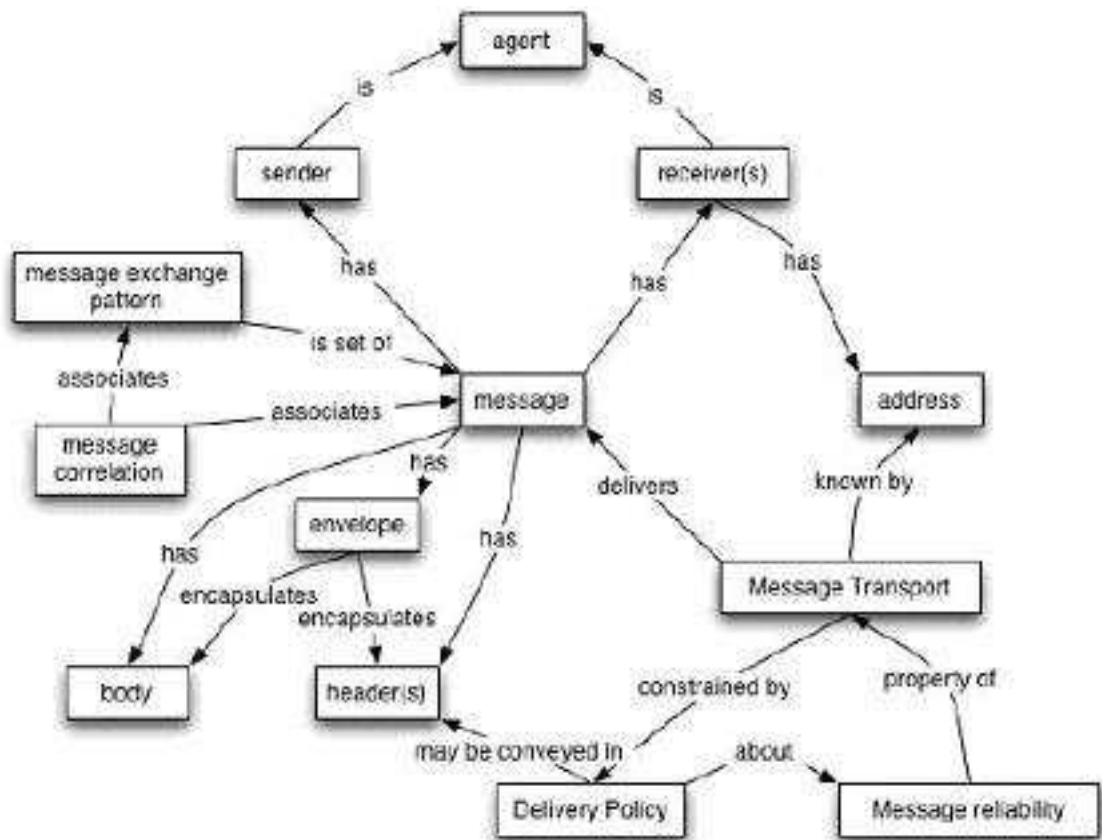 agent
is
is
sender
receiver(s)
has
has
has
message exchange
pattern
is set of
associates
associates
message
address
message
correlation
has
delivers
known by
envelope
has
has
Message Transport
encapsulates
encapsulates
body
header(s)
constrained by
property of
may be conveyed in
about
Delivery Policy
Message reliability